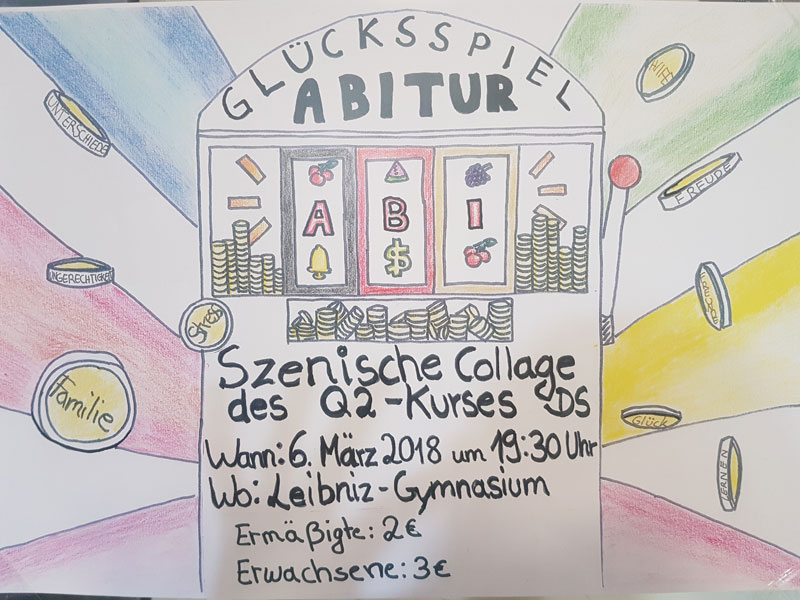 GLÜCKSSPIEL
ABITUR
HILFE
UNTERSCHIEDE
FREUDE
A B I
$
UNGERECHTIGKEIT
Stress
Familie
Glück
LERNEN
Szenische Collage
des Q2-Kurses DS
Wann: 6. März 2018 um 19:30 Uhr
Wo: Leibniz-Gymnasium
Ermäßigte: 2€
Erwachsene: 3€